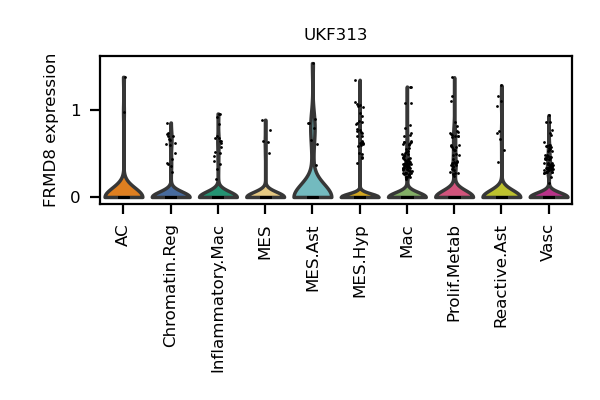 UKF313
FRMD8 expression
1
0
AC
Chromatin.Reg
Inflammatory.Mac
MES
MES.Ast
MES.Hyp
Mac
Prolif.Metab
Reactive.Ast
Vasc